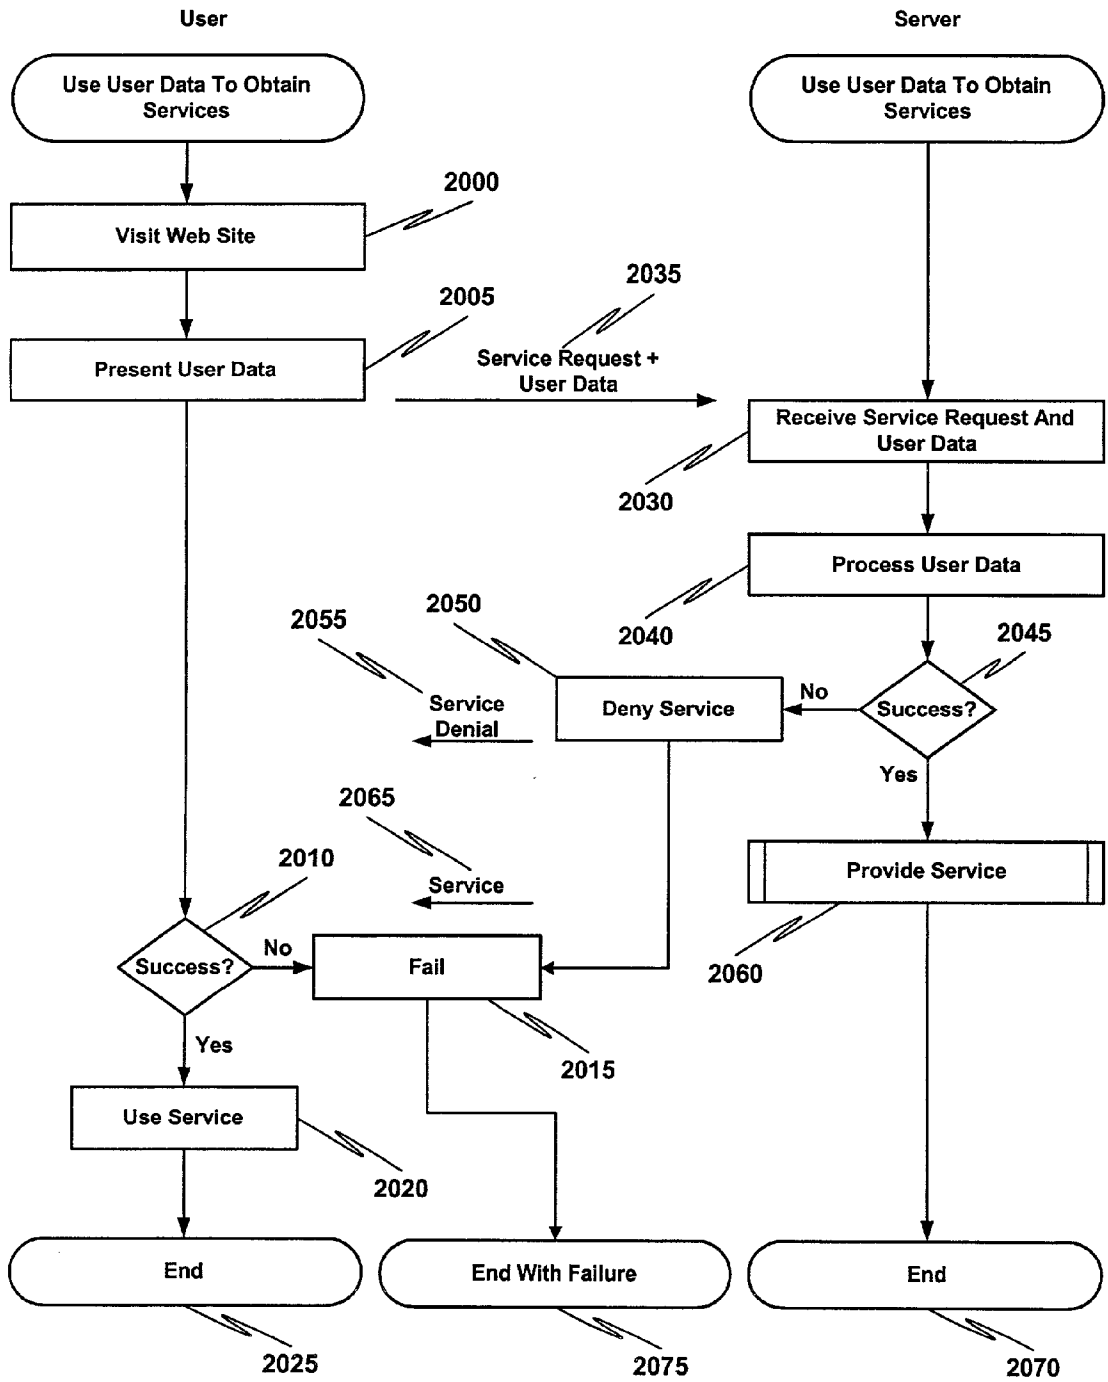 User
Server
Use User Data To Obtain
Services
Use User Data To Obtain
Services
2000
Visit Web Site
2035
2005
Service Request +
User Data
Present User Data
Receive Service Request And
User Data
2030
Process User Data
2050
2055
2040
2045
Service
Denial
Deny Service
No
Success?
Yes
2065
2010
Service
Provide Service
2060
Success?
No
Fail
Yes
2015
Use Service
2020
End
End With Failure
End
2025
2075
2070